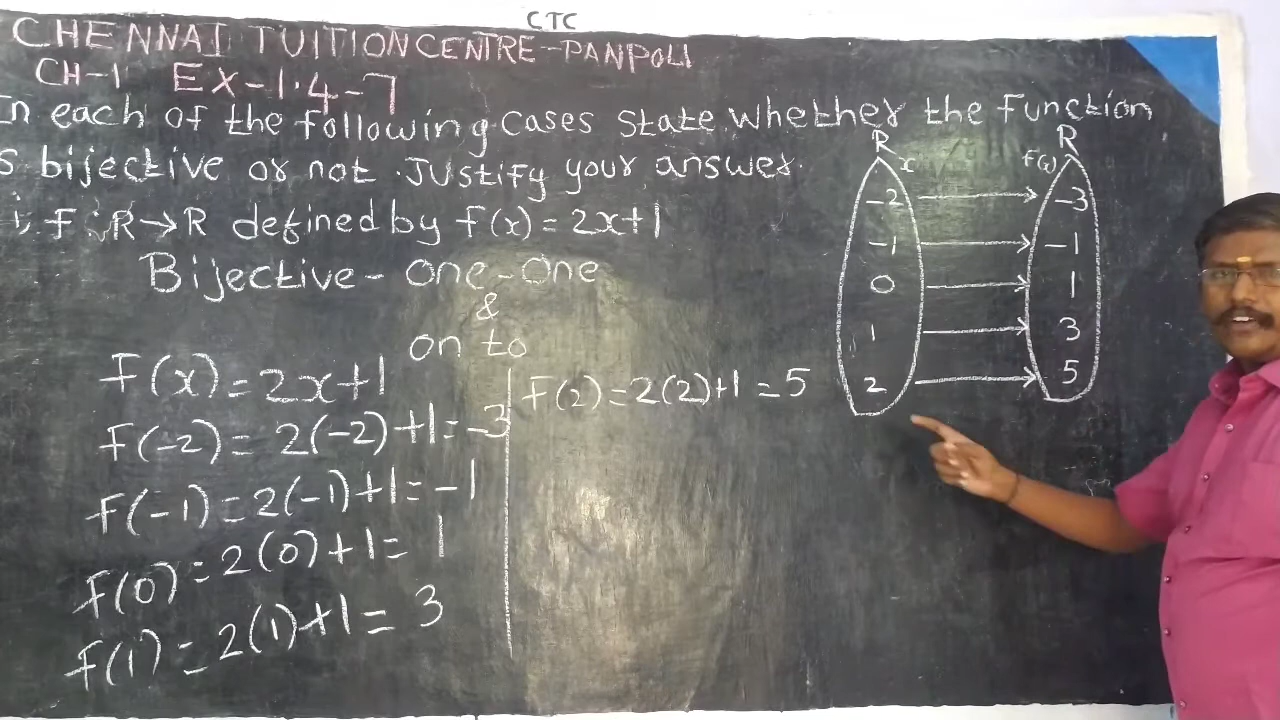 CTC
CHENNAI TUITION CENTRE-PANPOLI
CH-1 EX-1.4-7
In each of the following cases state whether the function
s bijective or not. Justify your answer.
i, f : R→R defined by f(x) = 2x+1
Bijective - one-one
&
on to
f(x) = 2x+1
f(-2) = 2(-2)+1 = -3
f(-1) = 2(-1)+1 = -1
f(0) = 2(0)+1 = 1
f(1) = 2(1)+1 = 3
f(2) = 2(2)+1 = 5
R R
x f(x)
-2 → -3
-1 → -1
0 → 1
1 → 3
2 → 5